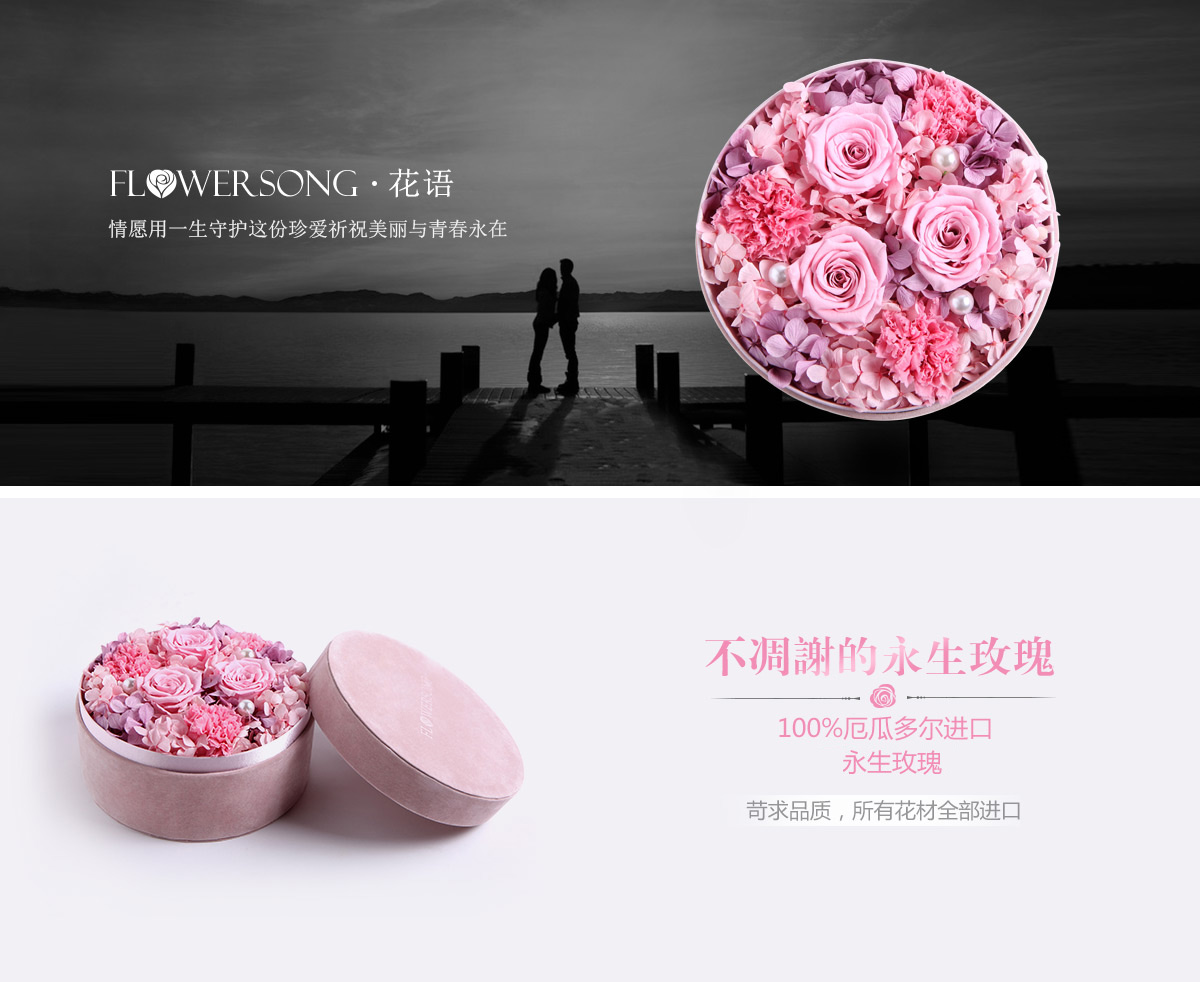 FLOWERSONG·花语
情愿用一生守护这份珍爱祈祝美丽与青春永在
FLOWERSONG
不凋謝的永生玫瑰
100%厄瓜多尔进口
永生玫瑰
苛求品质，所有花材全部进口